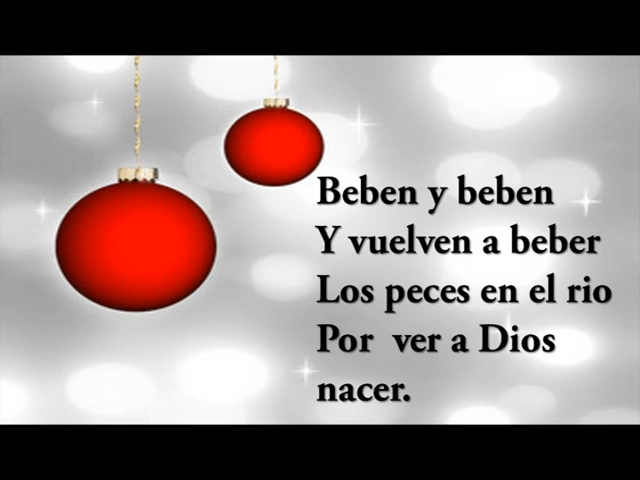 Beben y beben
Y vuelven a beber
Los peces en el rio
Por  ver a Dios
nacer.